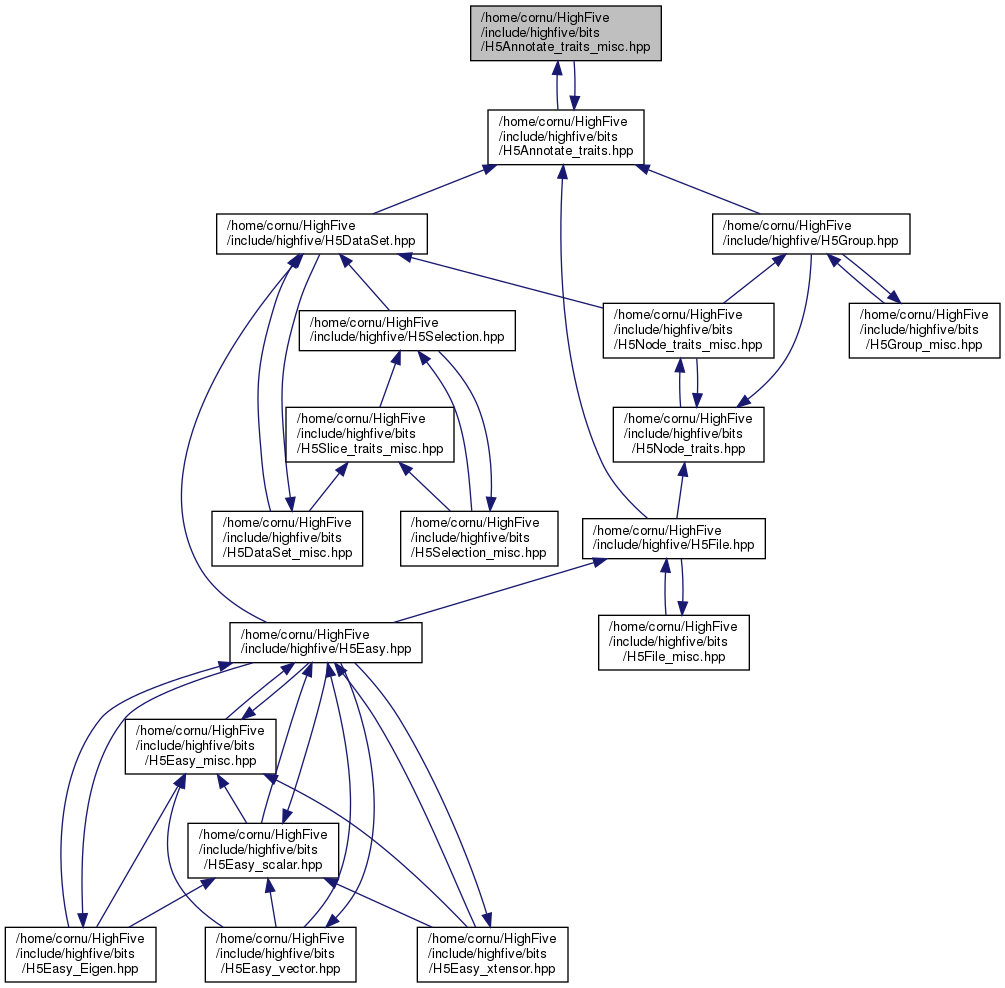 /home/cornu/HighFive
/include/highfive/bits
/H5Annotate_traits_misc.hpp
/home/cornu/HighFive
/include/highfive/bits
/H5Annotate_traits.hpp
/home/cornu/HighFive
/include/highfive/H5DataSet.hpp
/home/cornu/HighFive
/include/highfive/H5Group.hpp
/home/cornu/HighFive
/include/highfive/H5Selection.hpp
/home/cornu/HighFive
/include/highfive/bits
/H5Node_traits_misc.hpp
/home/cornu/HighFive
/include/highfive/bits
/H5Group_misc.hpp
/home/cornu/HighFive
/include/highfive/bits
/H5Slice_traits_misc.hpp
/home/cornu/HighFive
/include/highfive/bits
/H5Node_traits.hpp
/home/cornu/HighFive
/include/highfive/bits
/H5DataSet_misc.hpp
/home/cornu/HighFive
/include/highfive/bits
/H5Selection_misc.hpp
/home/cornu/HighFive
/include/highfive/H5File.hpp
/home/cornu/HighFive
/include/highfive/H5Easy.hpp
/home/cornu/HighFive
/include/highfive/bits
/H5File_misc.hpp
/home/cornu/HighFive
/include/highfive/bits
/H5Easy_misc.hpp
/home/cornu/HighFive
/include/highfive/bits
/H5Easy_scalar.hpp
/home/cornu/HighFive
/include/highfive/bits
/H5Easy_Eigen.hpp
/home/cornu/HighFive
/include/highfive/bits
/H5Easy_vector.hpp
/home/cornu/HighFive
/include/highfive/bits
/H5Easy_xtensor.hpp